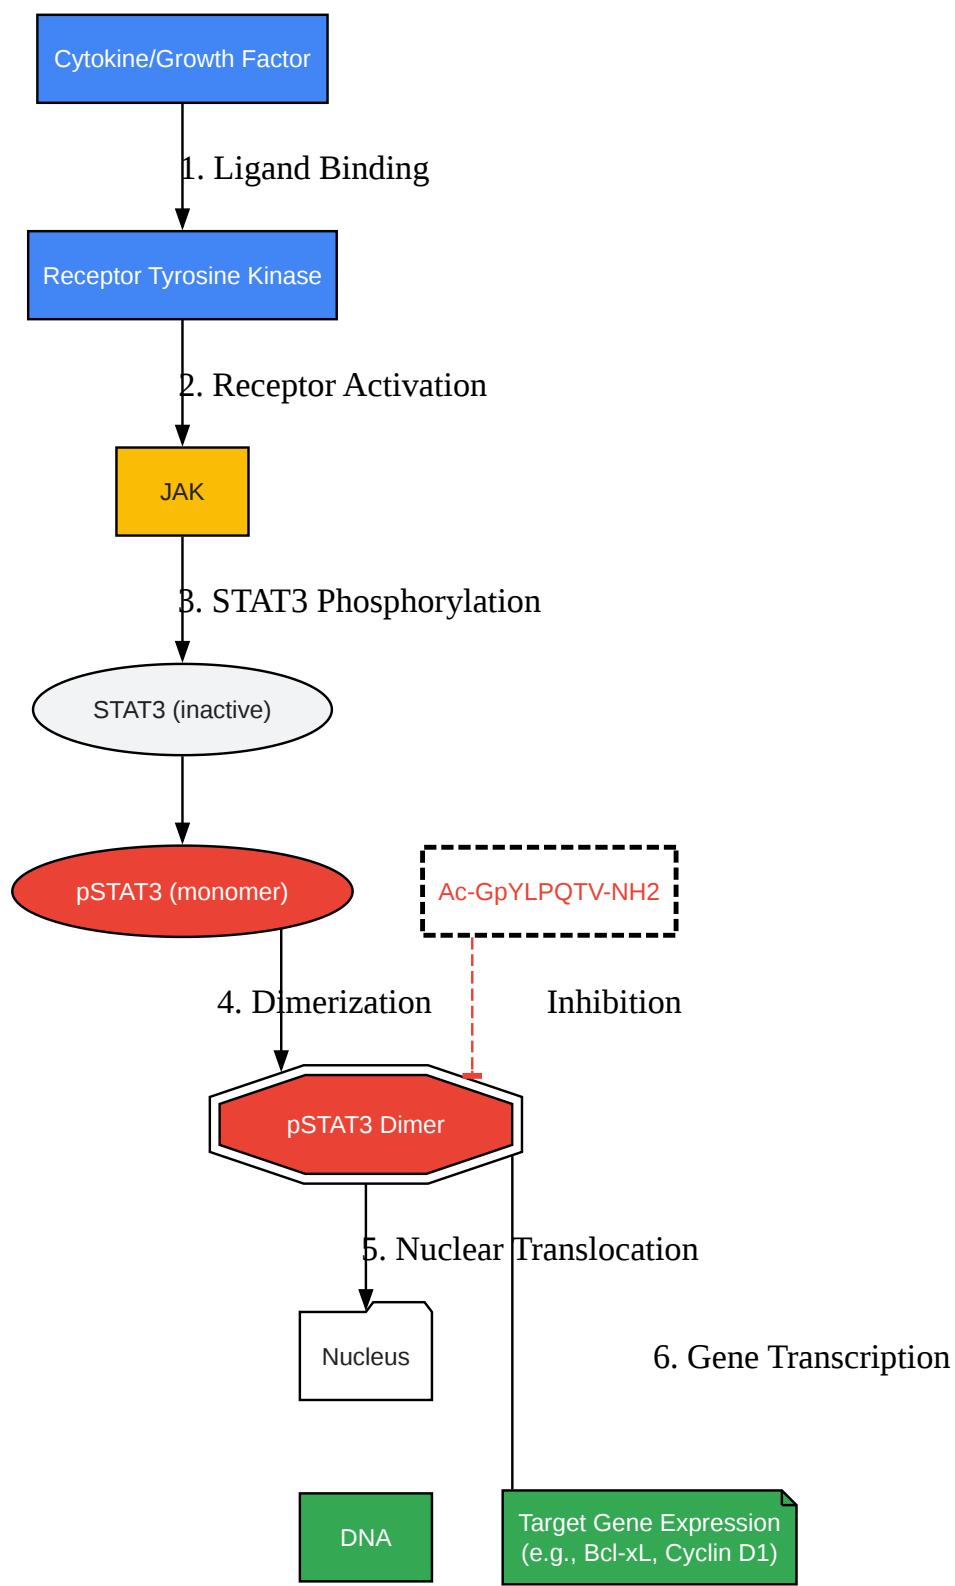 Cytokine/Growth Factor
1. Ligand Binding
Receptor Tyrosine Kinase
2. Receptor Activation
JAK
3. STAT3 Phosphorylation
STAT3 (inactive)
pSTAT3 (monomer)
Ac-GpYLPQTV-NH2
4. Dimerization
Inhibition
pSTAT3 Dimer
5. Nuclear Translocation
Nucleus
6. Gene Transcription
DNA
Target Gene Expression
(e.g., Bcl-xL, Cyclin D1)